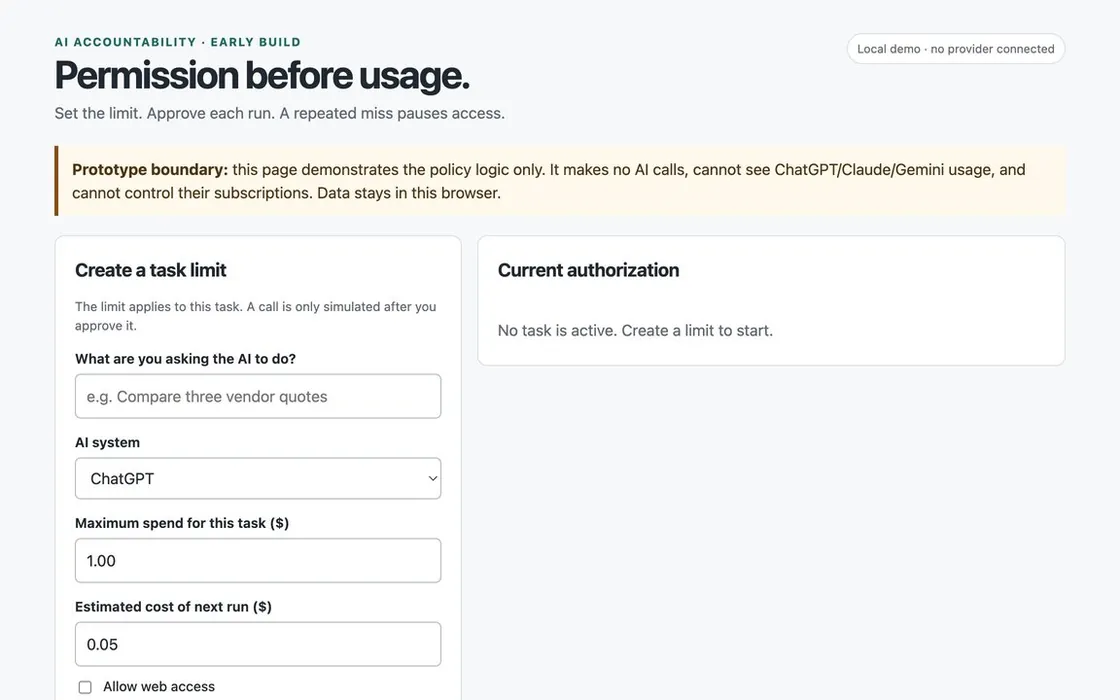 AI ACCOUNTABILITY · EARLY BUILD
Local demo · no provider connected
Permission before usage.
Set the limit. Approve each run. A repeated miss pauses access.
Prototype boundary: this page demonstrates the policy logic only. It makes no AI calls, cannot see ChatGPT/Claude/Gemini usage, and
cannot control their subscriptions. Data stays in this browser.
Create a task limit
The limit applies to this task. A call is only simulated after you
approve it.
What are you asking the AI to do?
e.g. Compare three vendor quotes
AI system
ChatGPT
Maximum spend for this task ($)
1.00
Estimated cost of next run ($)
0.05
Allow web access
Current authorization
No task is active. Create a limit to start.